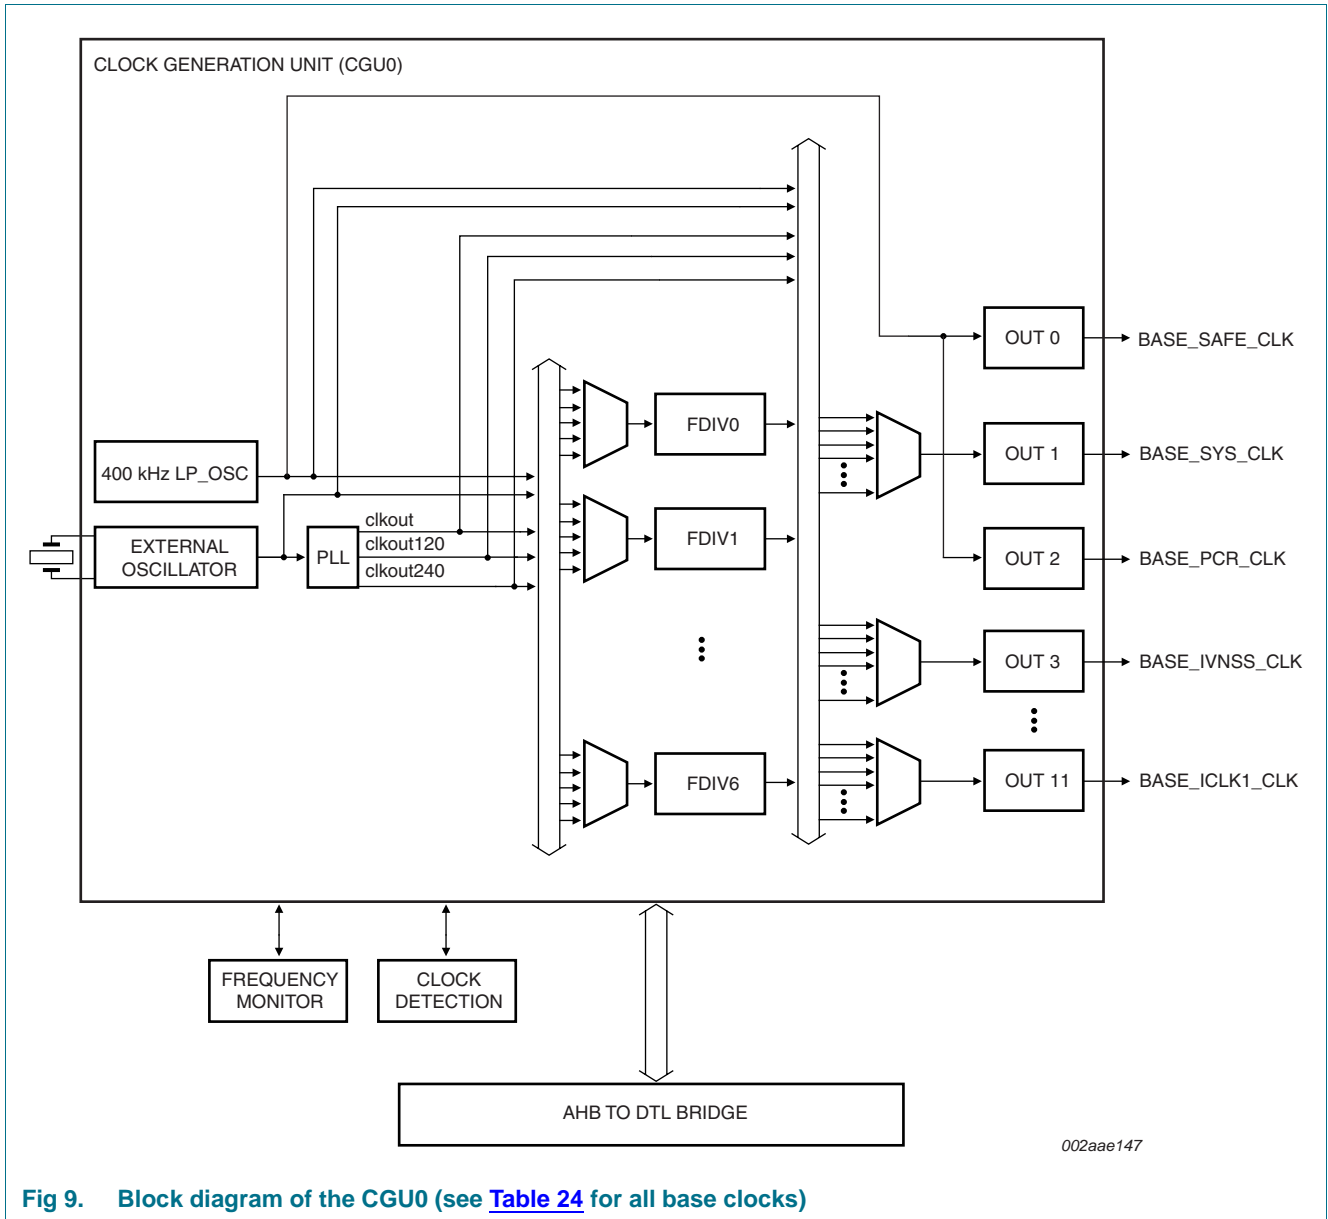 CLOCK GENERATION UNIT (CGU0)
OUT 0
BASE_SAFE_CLK
FDIV0
OUT 1
BASE_SYS_CLK
400 kHz LP_OSC
clkout
EXTERNAL
OSCILLATOR
PLL
clkout120
clkout240
FDIV1
OUT 2
BASE_PCR_CLK
OUT 3
BASE_IVNSS_CLK
FDIV6
OUT 11
BASE_ICLK1_CLK
FREQUENCY
MONITOR
CLOCK
DETECTION
AHB TO DTL BRIDGE
002aae147
Fig 9. Block diagram of the CGU0 (see Table 24 for all base clocks)